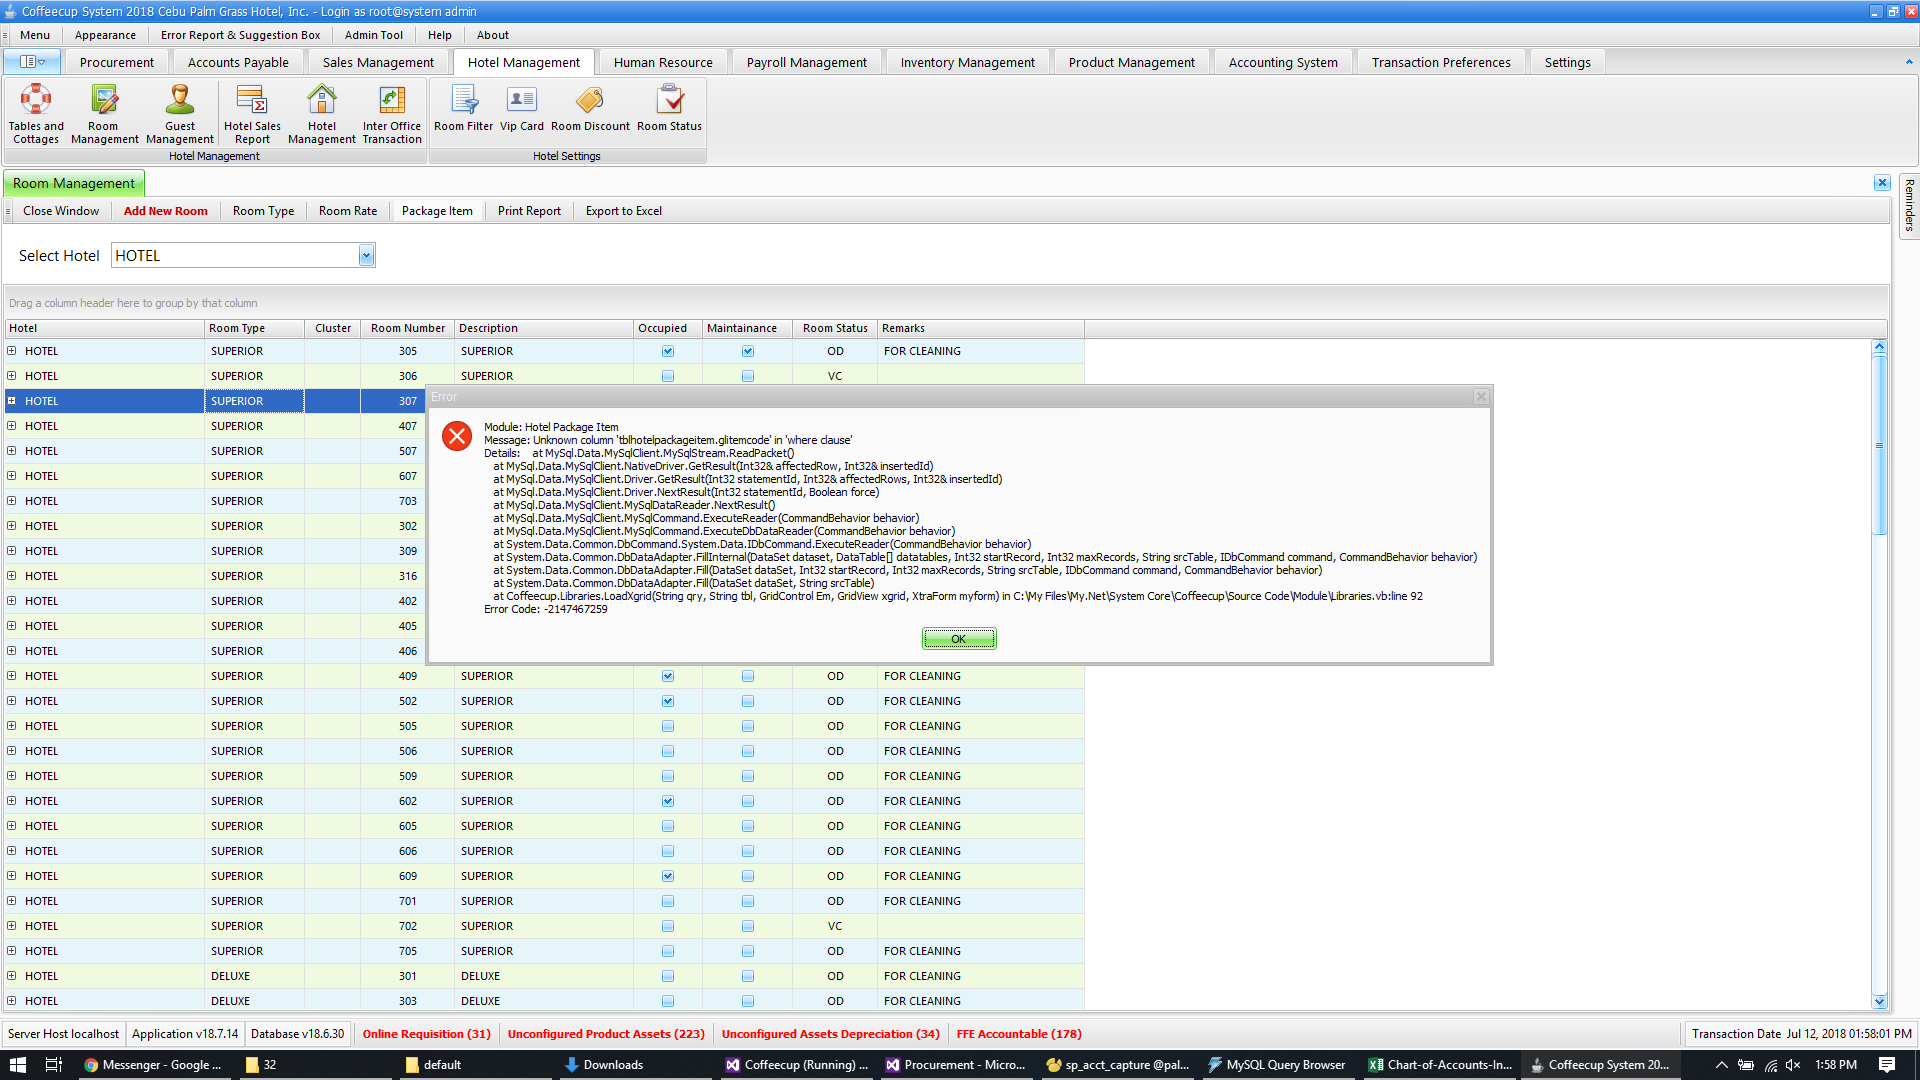 Coffeecup System 2018 Cebu Palm Grass Hotel, Inc. - Login as root@system admin
Menu Appearance Error Report & Suggestion Box Admin Tool Help About
Procurement Accounts Payable Sales Management Hotel Management Human Resource Payroll Management Inventory Management Product Management Accounting System Transaction Preferences Settings
Tables and Cottages
Room Management
Guest Management
Hotel Sales Report
Hotel Management
Inter Office Transaction
Room Filter Vip Card Room Discount Room Status
Hotel Management Hotel Settings
Room Management
Reminders
Close Window Add New Room Room Type Room Rate Package Item Print Report Export to Excel
Select Hotel HOTEL
Drag a column header here to group by that column
Hotel Room Type Cluster Room Number Description Occupied Maintainance Room Status Remarks
HOTEL SUPERIOR 305 SUPERIOR OD FOR CLEANING
HOTEL SUPERIOR 306 SUPERIOR VC
HOTEL SUPERIOR 307
HOTEL SUPERIOR 407
HOTEL SUPERIOR 507
HOTEL SUPERIOR 607
HOTEL SUPERIOR 703
HOTEL SUPERIOR 302
HOTEL SUPERIOR 309
HOTEL SUPERIOR 316
HOTEL SUPERIOR 402
HOTEL SUPERIOR 405
HOTEL SUPERIOR 406
Error
Module: Hotel Package Item
Message: Unknown column 'tblhotelpackageitem.glitemcode' in 'where clause'
Details: at MySql.Data.MySqlClient.MySqlStream.ReadPacket()
at MySql.Data.MySqlClient.NativeDriver.GetResult(Int32& affectedRow, Int32& insertedId)
at MySql.Data.MySqlClient.Driver.GetResult(Int32 statementId, Int32& affectedRows, Int32& insertedId)
at MySql.Data.MySqlClient.Driver.NextResult(Int32 statementId, Boolean force)
at MySql.Data.MySqlClient.MySqlDataReader.NextResult()
at MySql.Data.MySqlClient.MySqlCommand.ExecuteReader(CommandBehavior behavior)
at MySql.Data.MySqlClient.MySqlCommand.ExecuteDbDataReader(CommandBehavior behavior)
at System.Data.Common.DbCommand.System.Data.IDbCommand.ExecuteReader(CommandBehavior behavior)
at System.Data.Common.DbDataAdapter.FillInternal(DataSet dataset, DataTable[] datatables, Int32 startRecord, Int32 maxRecords, String srcTable, IDbCommand command, CommandBehavior behavior)
at System.Data.Common.DbDataAdapter.Fill(DataSet dataSet, Int32 startRecord, Int32 maxRecords, String srcTable, IDbCommand command, CommandBehavior behavior)
at System.Data.Common.DbDataAdapter.Fill(DataSet dataSet, String srcTable)
at Coffeecup.Libraries.LoadXgrid(String qry, String tbl, GridControl Em, GridView xgrid, XtraForm myform) in C:\My Files\My.Net\System Core\Coffeecup\Source Code\Module\Libraries.vb:line 92
Error Code: -2147467259
OK
HOTEL SUPERIOR 409 SUPERIOR OD FOR CLEANING
HOTEL SUPERIOR 502 SUPERIOR OD FOR CLEANING
HOTEL SUPERIOR 505 SUPERIOR OD FOR CLEANING
HOTEL SUPERIOR 506 SUPERIOR OD FOR CLEANING
HOTEL SUPERIOR 509 SUPERIOR OD FOR CLEANING
HOTEL SUPERIOR 602 SUPERIOR OD FOR CLEANING
HOTEL SUPERIOR 605 SUPERIOR OD FOR CLEANING
HOTEL SUPERIOR 606 SUPERIOR OD FOR CLEANING
HOTEL SUPERIOR 609 SUPERIOR OD FOR CLEANING
HOTEL SUPERIOR 701 SUPERIOR OD FOR CLEANING
HOTEL SUPERIOR 702 SUPERIOR VC
HOTEL SUPERIOR 705 SUPERIOR OD FOR CLEANING
HOTEL DELUXE 301 DELUXE OD FOR CLEANING
HOTEL DELUXE 303 DELUXE OD FOR CLEANING
Server Host localhost Application v18.7.14 Database v18.6.30 Online Requisition (31) Unconfigured Product Assets (223) Unconfigured Assets Depreciation (34) FFE Accountable (178) Transaction Date Jul 12, 2018 01:58:01 PM
Messenger - Google ... 32 default Downloads Coffeecup (Running) ... Procurement - Micro... sp_acct_capture @pal... MySQL Query Browser Chart-of-Accounts-In... Coffeecup System 20... 1:58 PM